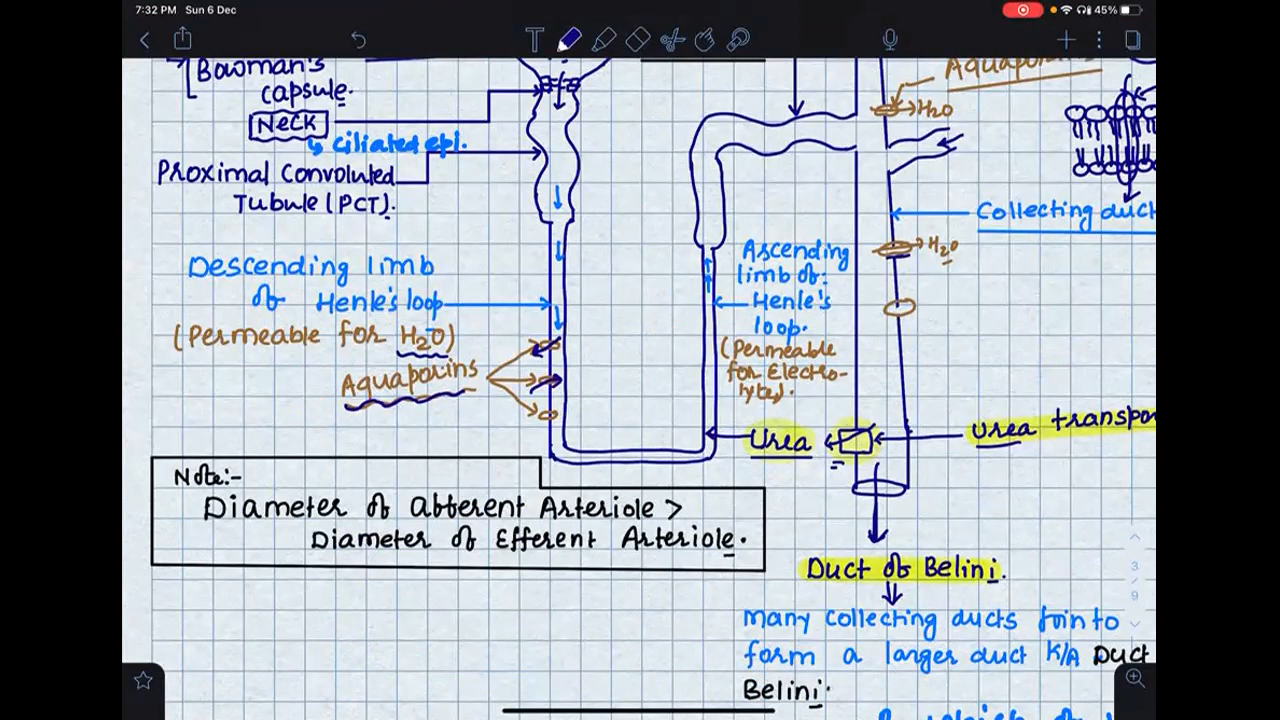 7:32 PM Sun 6 Dec
45%
Bowman's
capsule.
Neck
ciliated epi.
Proximal Convoluted
Tubule (PCT).
Descending limb
of Henle's loop
(Permeable for H2O)
Aquaporins
H2O
Collecting duct
H2O
Ascending
limb of
Henle's
loop.
(Permeable
for Electro-
lytes).
Urea
Urea transpo
Note:-
Diameter of afferent Arteriole >
Diameter of Efferent Arteriole.
Duct of Belini.
many collecting ducts join to
form a larger duct K/A Duct
Belini.
3
9